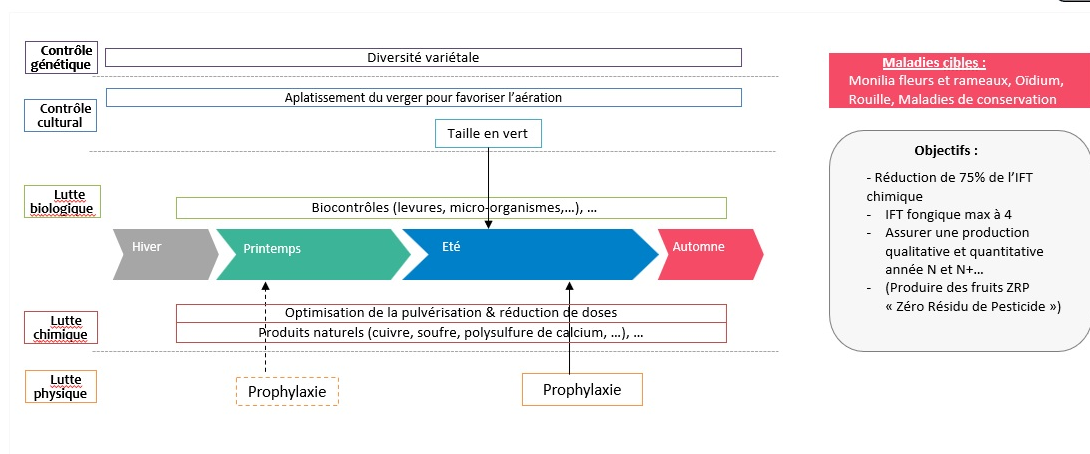 Contrôle
génétique
Diversité variétale
Contrôle
cultural
Aplatissement du verger pour favoriser l’aération
Taille en vert
Lutte
biologique
Biocontrôles (levures, micro-organismes,…), …
Hiver
Printemps
Eté
Automne
Lutte
chimique
Optimisation de la pulvérisation & réduction de doses
Produits naturels (cuivre, soufre, polysulfure de calcium, …), …
Lutte
physique
Prophylaxie
Prophylaxie
Maladies cibles :
Monilia fleurs et rameaux, Oïdium,
Rouille, Maladies de conservation
Objectifs :
- Réduction de 75% de l’IFT
chimique
- IFT fongique max à 4
- Assurer une production
qualitative et quantitative
année N et N+…
- (Produire des fruits ZRP
« Zéro Résidu de Pesticide »)